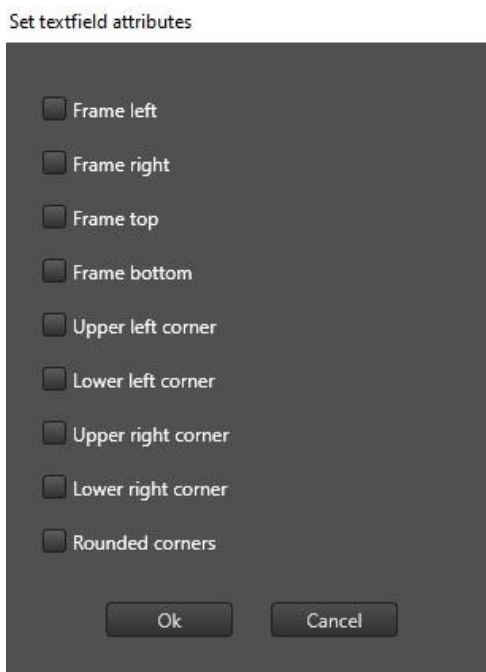 Set textfield attributes
Frame left
Frame right
Frame top
Frame bottom
Upper left corner
Lower left corner
Upper right corner
Lower right corner
Rounded corners
Ok Cancel